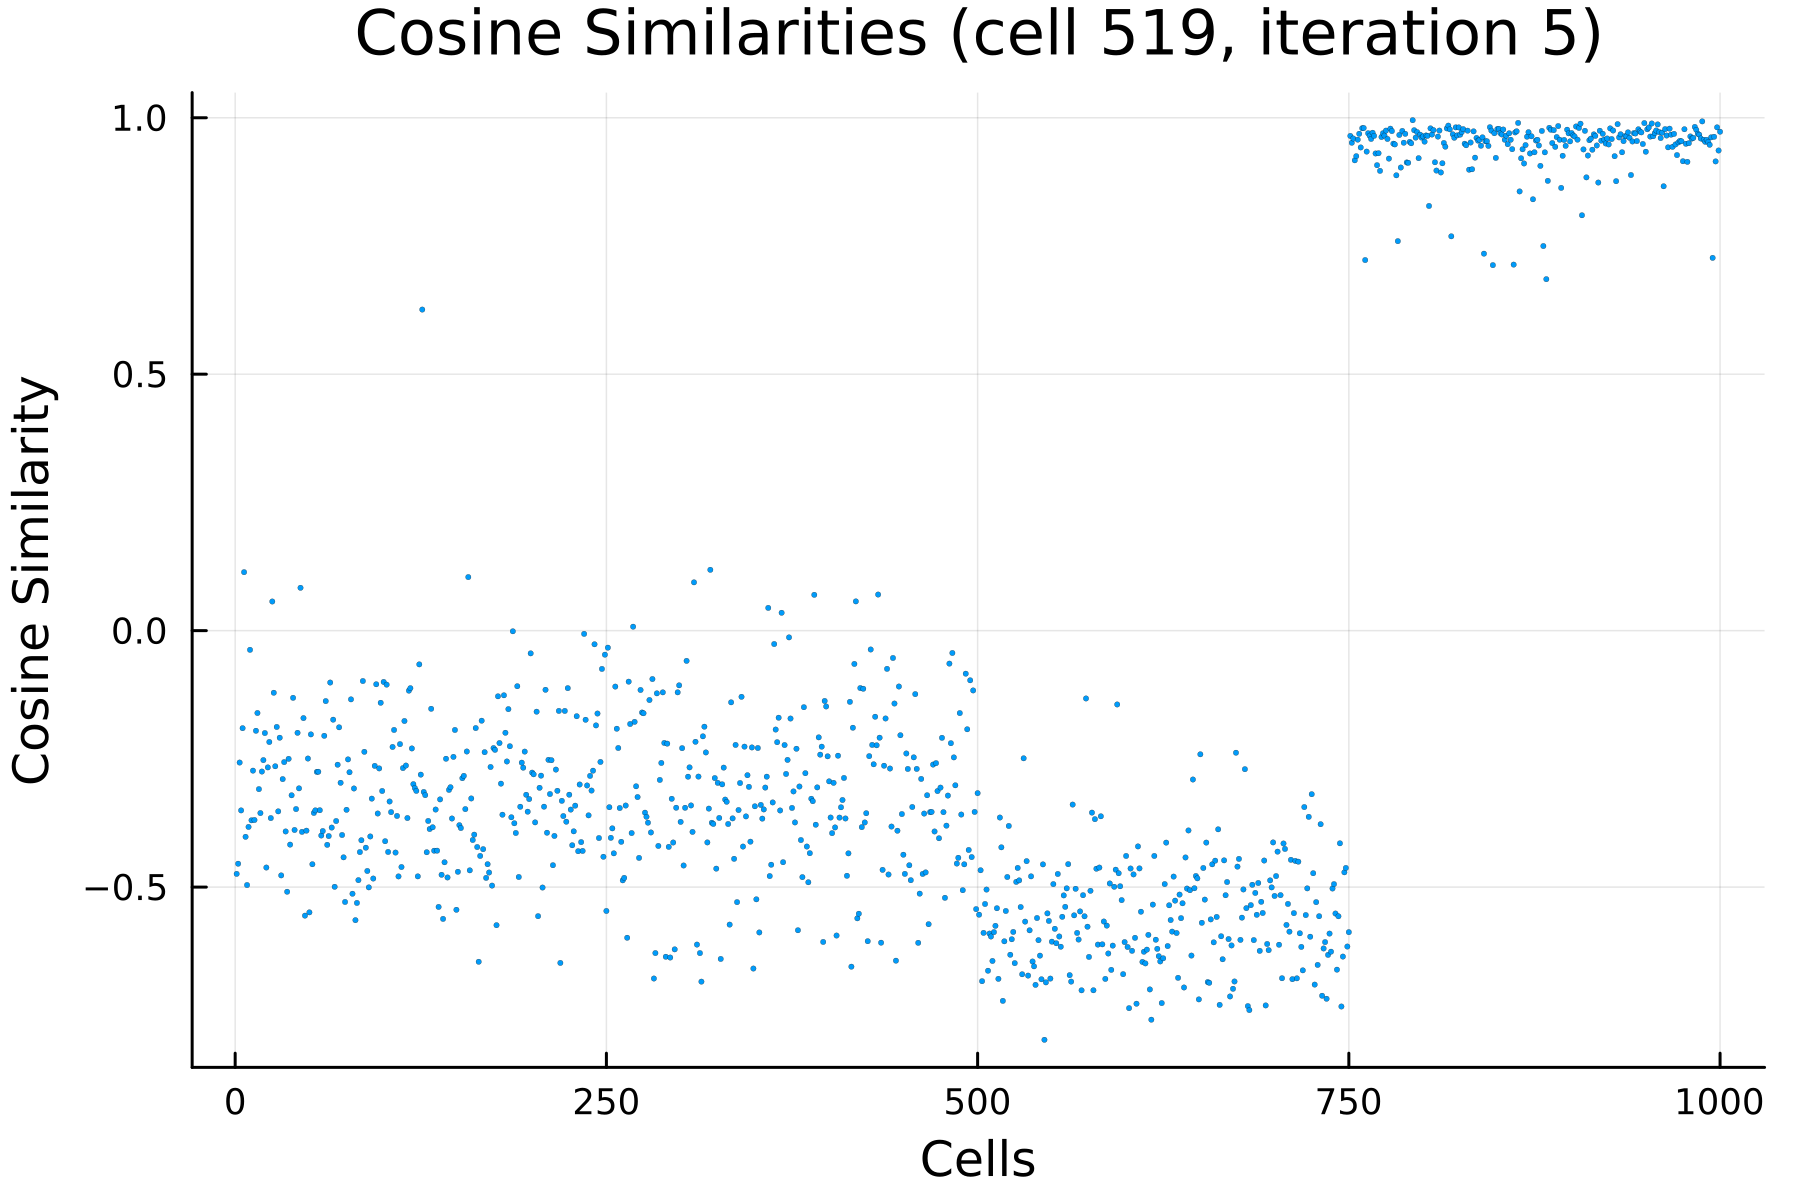 Cosine Similarities (cell 519, iteration 5)
Cosine Similarity
1.0
0.5
0.0
−0.5
0 250 500 750 1000
Cells